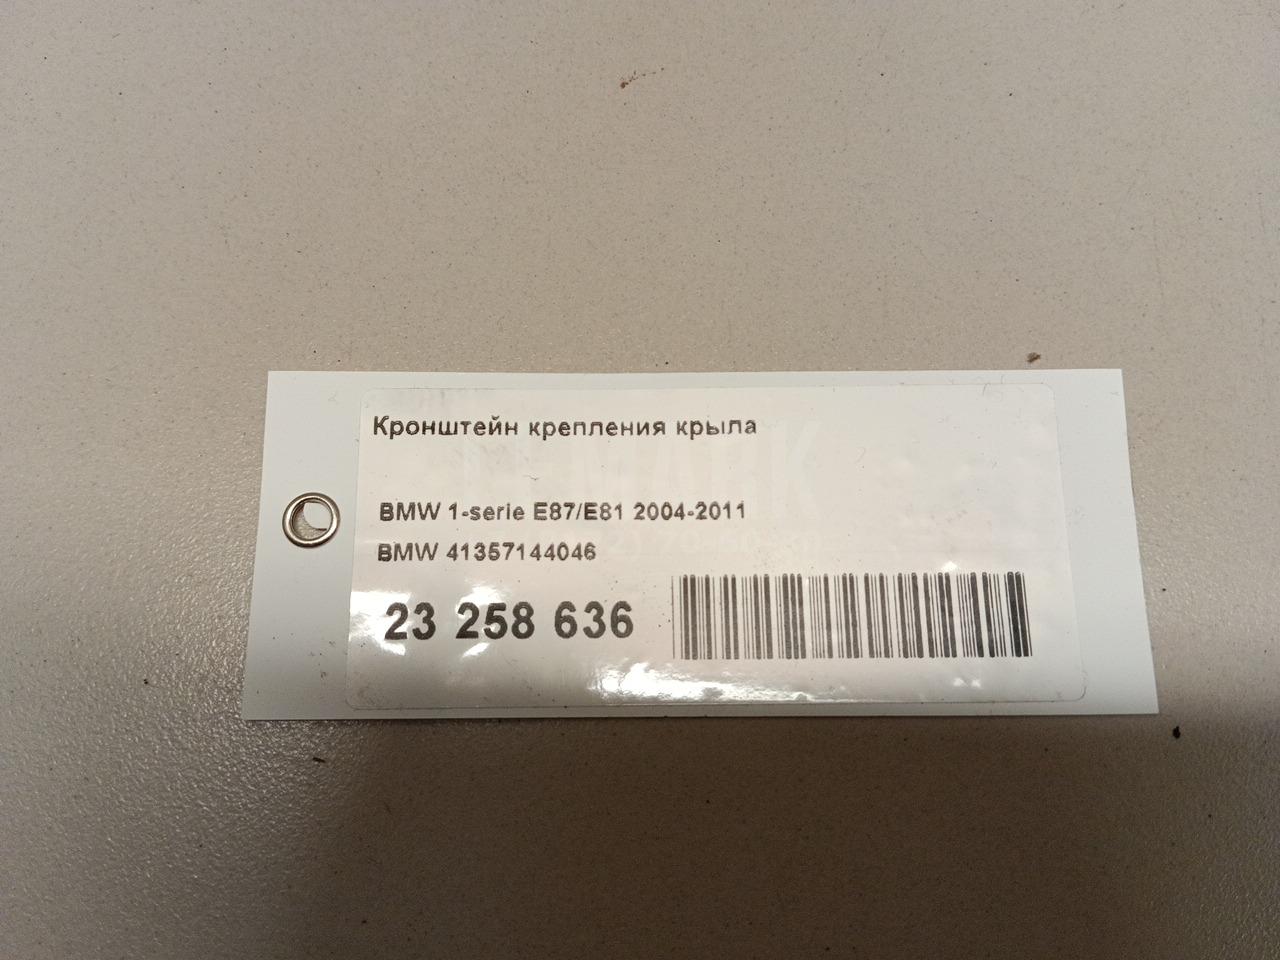 Кронштейн крепления крыла
BMW 1-serie E87/E81 2004-2011
BMW 41357144046
23 258 636